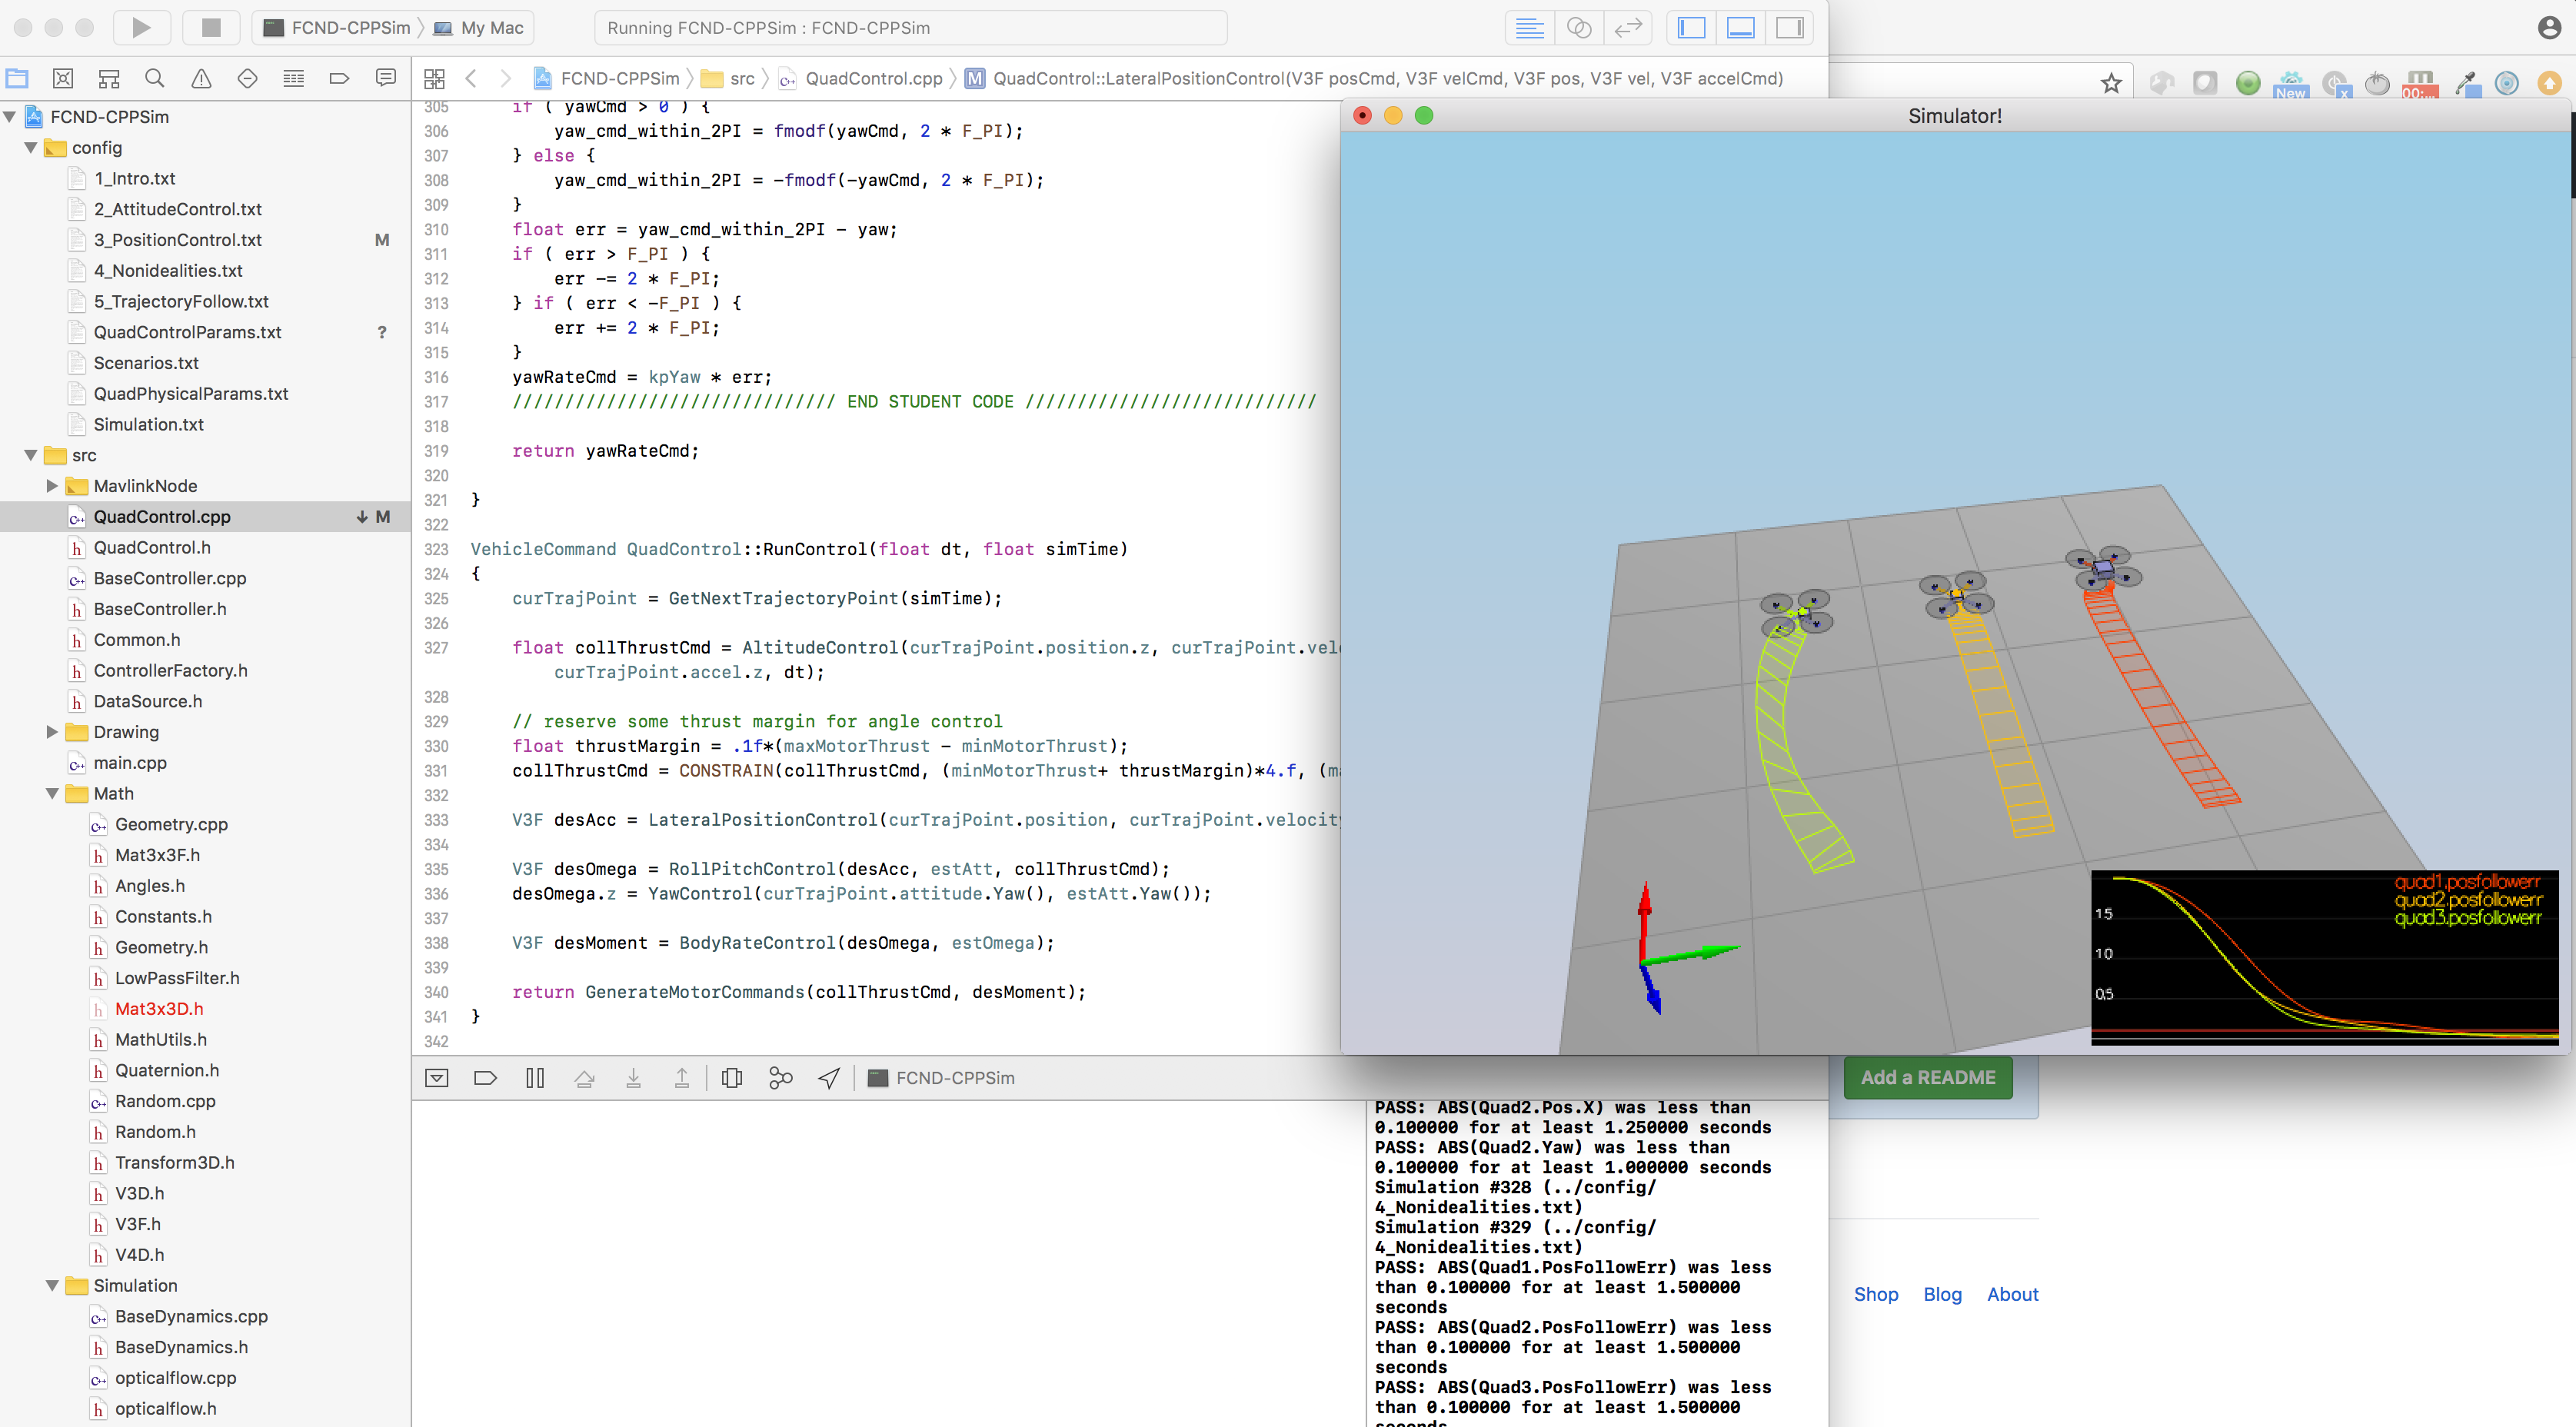 FCND-CPPSim 〉 My Mac
Running FCND-CPPSim : FCND-CPPSim
FCND-CPPSim 〉 src 〉 QuadControl.cpp 〉 M QuadControl::LateralPositionControl(V3F posCmd, V3F velCmd, V3F pos, V3F vel, V3F accelCmd)
New
x
00:...
FCND-CPPSim
config
1_Intro.txt
2_AttitudeControl.txt
3_PositionControl.txt M
4_Nonidealities.txt
5_TrajectoryFollow.txt
QuadControlParams.txt ?
Scenarios.txt
QuadPhysicalParams.txt
Simulation.txt
src
MavlinkNode
QuadControl.cpp M
QuadControl.h
BaseController.cpp
BaseController.h
Common.h
ControllerFactory.h
DataSource.h
Drawing
main.cpp
Math
Geometry.cpp
Mat3x3F.h
Angles.h
Constants.h
Geometry.h
LowPassFilter.h
Mat3x3D.h
MathUtils.h
Quaternion.h
Random.cpp
Random.h
Transform3D.h
V3D.h
V3F.h
V4D.h
Simulation
BaseDynamics.cpp
BaseDynamics.h
opticalflow.cpp
opticalflow.h
305 if ( yawCmd > 0 ) {
306 yaw_cmd_within_2PI = fmodf(yawCmd, 2 * F_PI);
307 } else {
308 yaw_cmd_within_2PI = -fmodf(-yawCmd, 2 * F_PI);
309 }
310 float err = yaw_cmd_within_2PI - yaw;
311 if ( err > F_PI ) {
312 err -= 2 * F_PI;
313 } if ( err < -F_PI ) {
314 err += 2 * F_PI;
315 }
316 yawRateCmd = kpYaw * err;
317 /////////////////////////////// END STUDENT CODE ////////////////////////////
318
319 return yawRateCmd;
320
321 }
322
323 VehicleCommand QuadControl::RunControl(float dt, float simTime)
324 {
325 curTrajPoint = GetNextTrajectoryPoint(simTime);
326
327 float collThrustCmd = AltitudeControl(curTrajPoint.position.z, curTrajPoint.vel
curTrajPoint.accel.z, dt);
328
329 // reserve some thrust margin for angle control
330 float thrustMargin = .1f*(maxMotorThrust - minMotorThrust);
331 collThrustCmd = CONSTRAIN(collThrustCmd, (minMotorThrust+ thrustMargin)*4.f, (m
332
333 V3F desAcc = LateralPositionControl(curTrajPoint.position, curTrajPoint.velocit
334
335 V3F desOmega = RollPitchControl(desAcc, estAtt, collThrustCmd);
336 desOmega.z = YawControl(curTrajPoint.attitude.Yaw(), estAtt.Yaw());
337
338 V3F desMoment = BodyRateControl(desOmega, estOmega);
339
340 return GenerateMotorCommands(collThrustCmd, desMoment);
341 }
342
FCND-CPPSim
Simulator!
quad1.posfollowerr
quad2.posfollowerr
quad3.posfollowerr
1.5
1.0
0.5
PASS: ABS(Quad2.Pos.X) was less than
0.100000 for at least 1.250000 seconds
PASS: ABS(Quad2.Yaw) was less than
0.100000 for at least 1.000000 seconds
Simulation #328 (../config/
4_Nonidealities.txt)
Simulation #329 (../config/
4_Nonidealities.txt)
PASS: ABS(Quad1.PosFollowErr) was less
than 0.100000 for at least 1.500000
seconds
PASS: ABS(Quad2.PosFollowErr) was less
than 0.100000 for at least 1.500000
seconds
PASS: ABS(Quad3.PosFollowErr) was less
than 0.100000 for at least 1.500000
seconds
Add a README
Shop Blog About